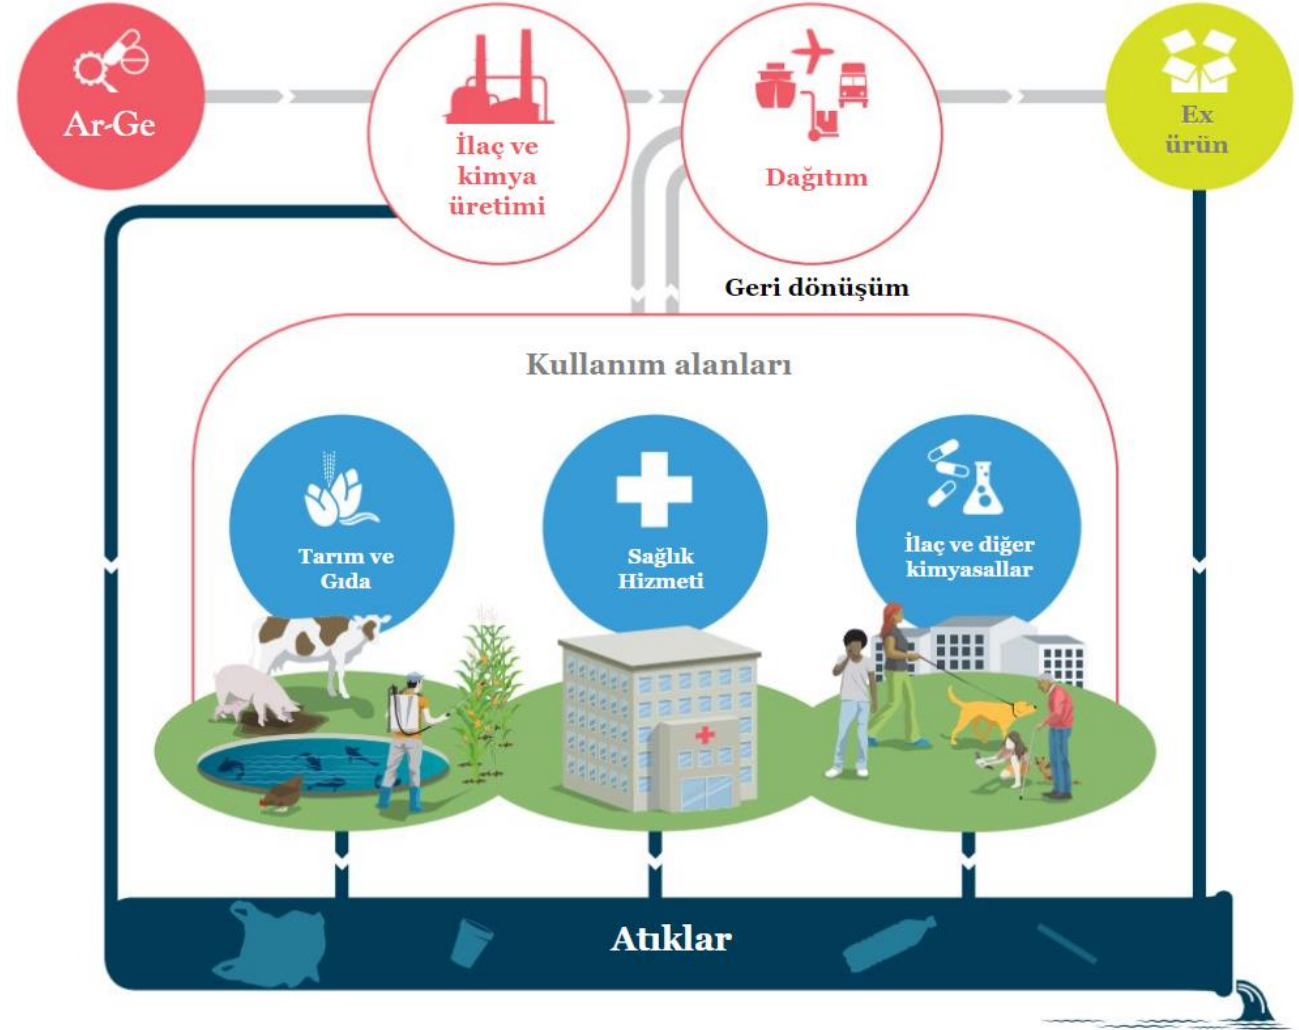 Ar-Ge
İlaç ve
kimya
üretimi
Dağıtım
Ex
ürün
Geri dönüşüm
Kullanım alanları
Tarım ve
Gıda
Sağlık
Hizmeti
İlaç ve diğer
kimyasallar
Atıklar